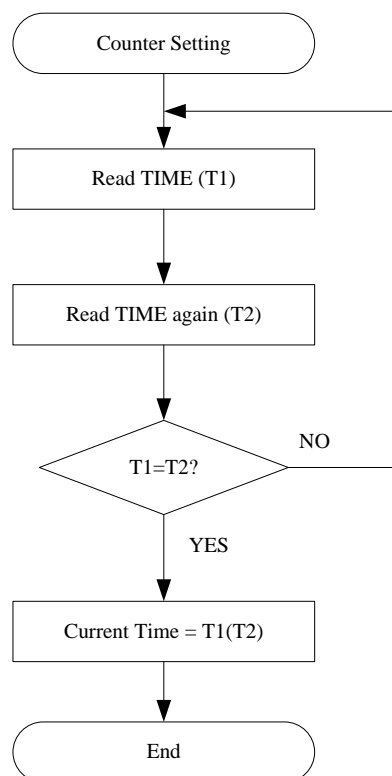 Counter Setting
Read TIME (T1)
Read TIME again (T2)
NO
T1=T2?
YES
Current Time = T1(T2)
End